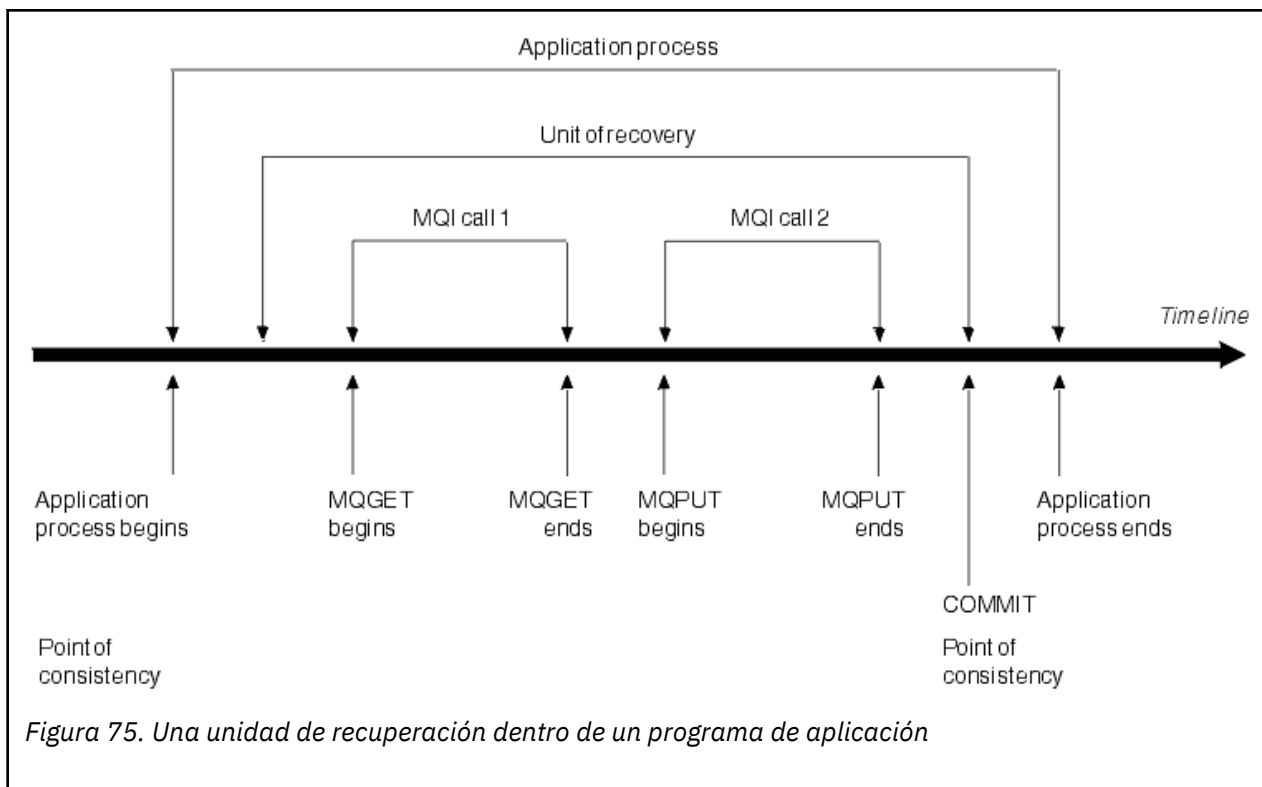 Application process
Unit of recovery
MQI call 1
MQI call 2
Timeline
Application
process begins
MQGET
begins
MQGET
ends
MQPUT
begins
MQPUT
ends
Application
process ends
COMMIT
Point of
consistency
Point of
consistency
Figura 75. Una unidad de recuperación dentro de un programa de aplicación